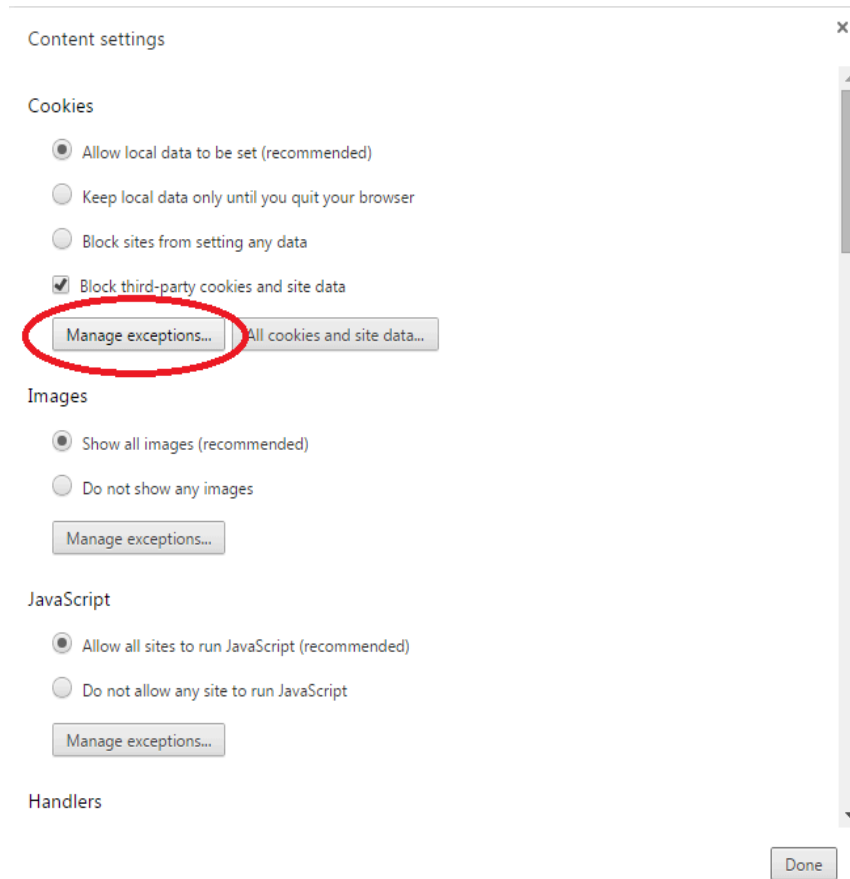 Content settings
Cookies
Allow local data to be set (recommended)
Keep local data only until you quit your browser
Block sites from setting any data
Block third-party cookies and site data
Manage exceptions... All cookies and site data...
Images
Show all images (recommended)
Do not show any images
Manage exceptions...
JavaScript
Allow all sites to run JavaScript (recommended)
Do not allow any site to run JavaScript
Manage exceptions...
Handlers
Done